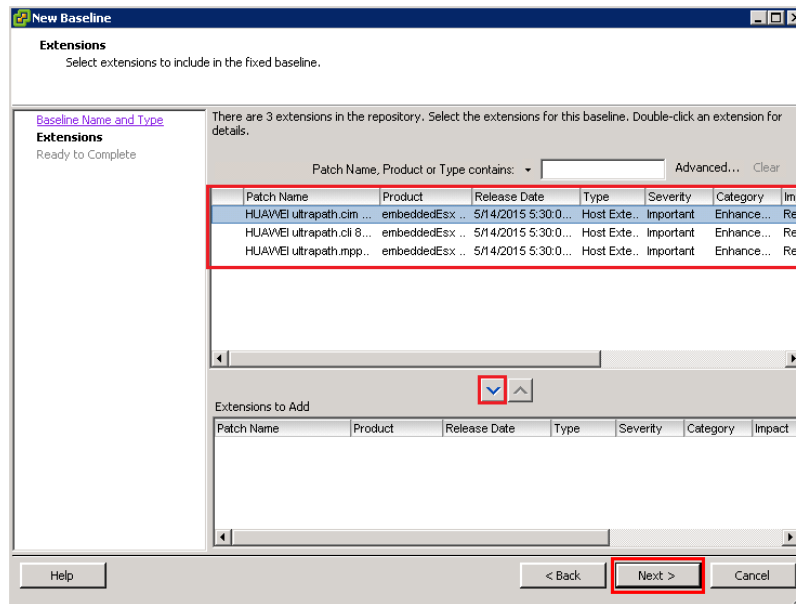 New Baseline
Extensions
Select extensions to include in the fixed baseline.
Baseline Name and Type
Extensions
Ready to Complete
There are 3 extensions in the repository. Select the extensions for this baseline. Double-click an extension for
details.
Patch Name, Product or Type contains: Advanced... Clear
Patch Name Product Release Date Type Severity Category Im
HUAWEI ultrapath.cim ... embeddedEsx .. 5/14/2015 5:30:0... Host Exte.. Important Enhance... Re
HUAWEI ultrapath.cli 8... embeddedEsx .. 5/14/2015 5:30:0... Host Exte.. Important Enhance... Re
HUAWEI ultrapath.mpp.. embeddedEsx .. 5/14/2015 5:30:0... Host Exte.. Important Enhance... Re
Extensions to Add
Patch Name Product Release Date Type Severity Category Impact
Help < Back Next > Cancel